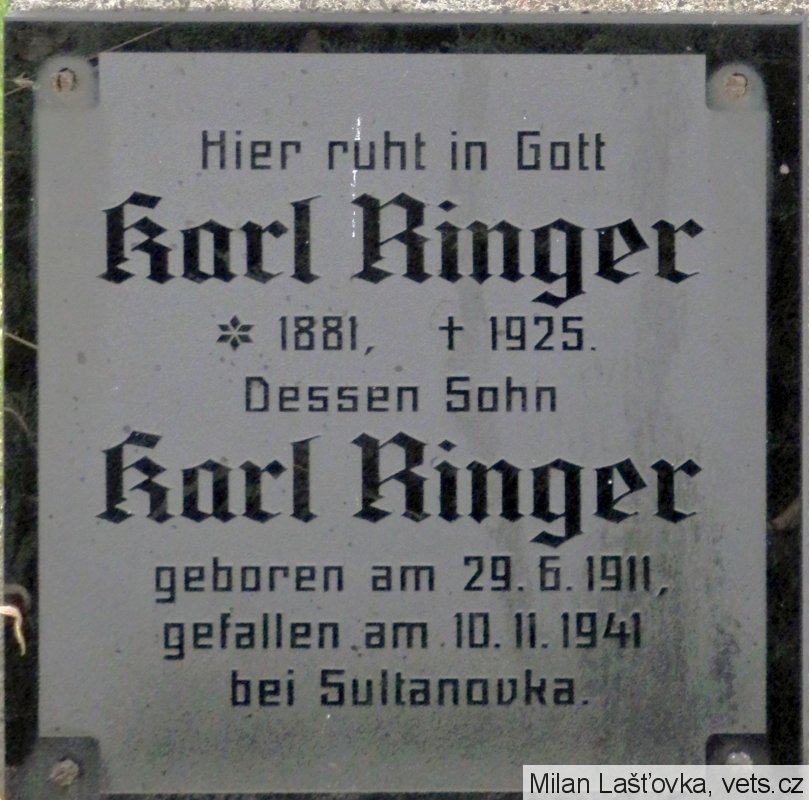 Hier ruht in Gott
Karl Ringer
* 1881, † 1925.
Dessen Sohn
Karl Ringer
geboren am 29. 6. 1911,
gefallen am 10. 11. 1941
bei Sultanovka.
Milan Lašťovka, vets.cz